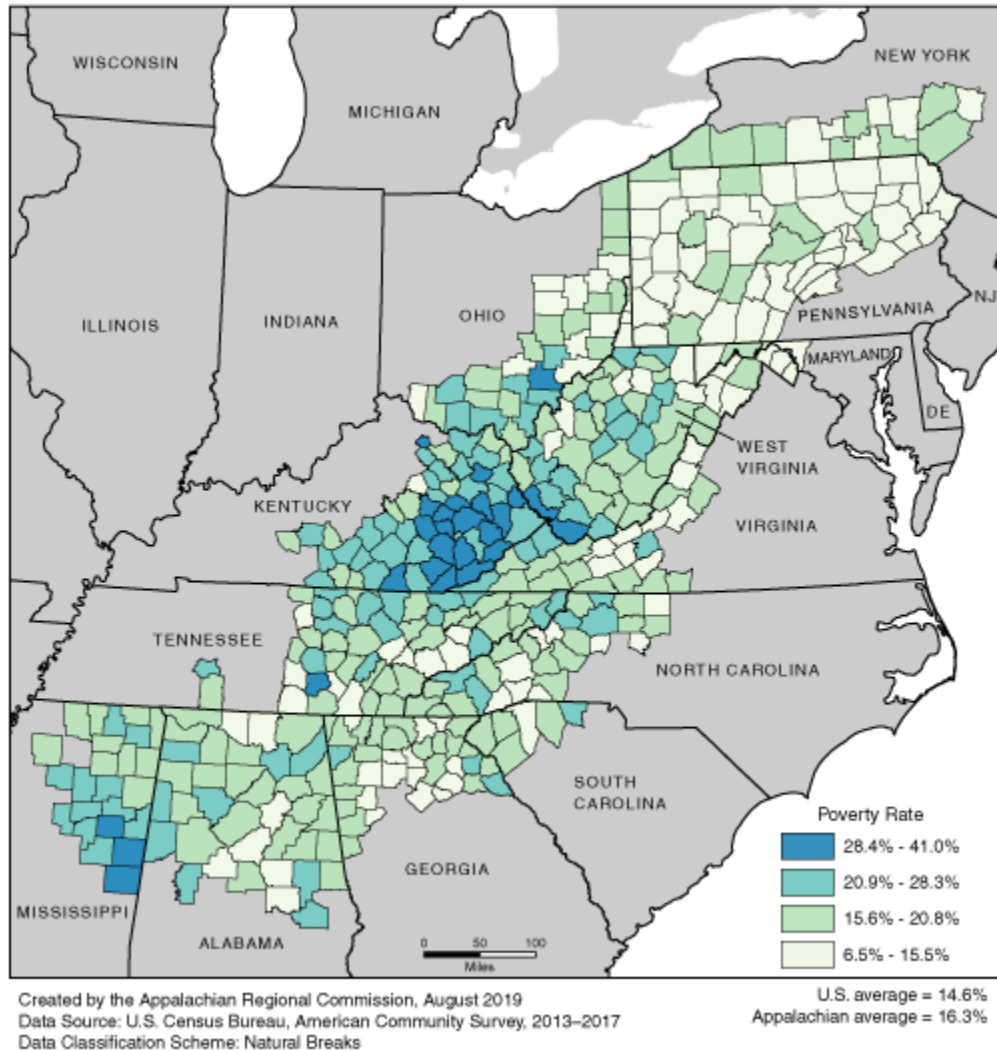 WISCONSIN
MICHIGAN
NEW YORK
ILLINOIS
INDIANA
OHIO
PENNSYLVANIA
NJ
MARYLAND
DE
WEST
VIRGINIA
KENTUCKY
VIRGINIA
TENNESSEE
NORTH CAROLINA
SOUTH
CAROLINA
GEORGIA
MISSISSIPPI
ALABAMA
0 50 100
Miles
Poverty Rate
28.4% - 41.0%
20.9% - 28.3%
15.6% - 20.8%
6.5% - 15.5%
Created by the Appalachian Regional Commission, August 2019
Data Source: U.S. Census Bureau, American Community Survey, 2013–2017
Data Classification Scheme: Natural Breaks
U.S. average = 14.6%
Appalachian average = 16.3%